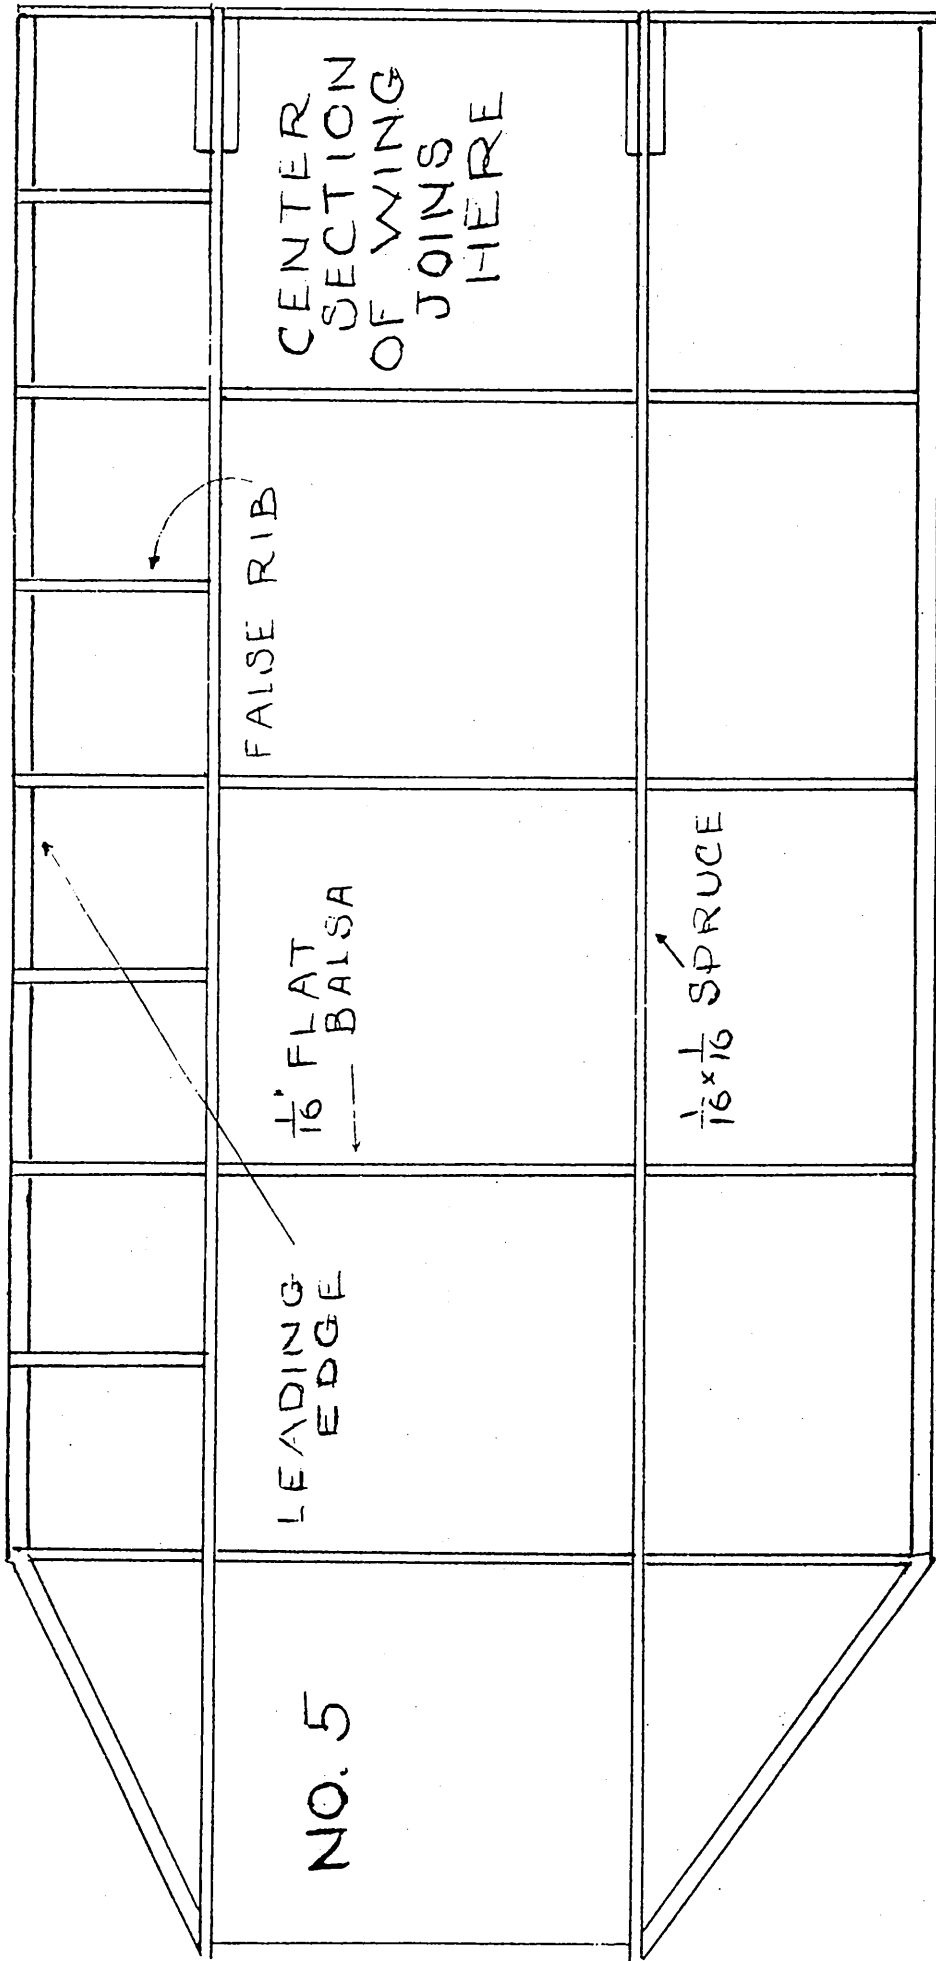 NO. 5
LEADING
EDGE
1/16" FLAT
BALSA
1/16 x 1/16 SPRUCE
FALSE RIB
CENTER
SECTION
OF WING
JOINS
HERE